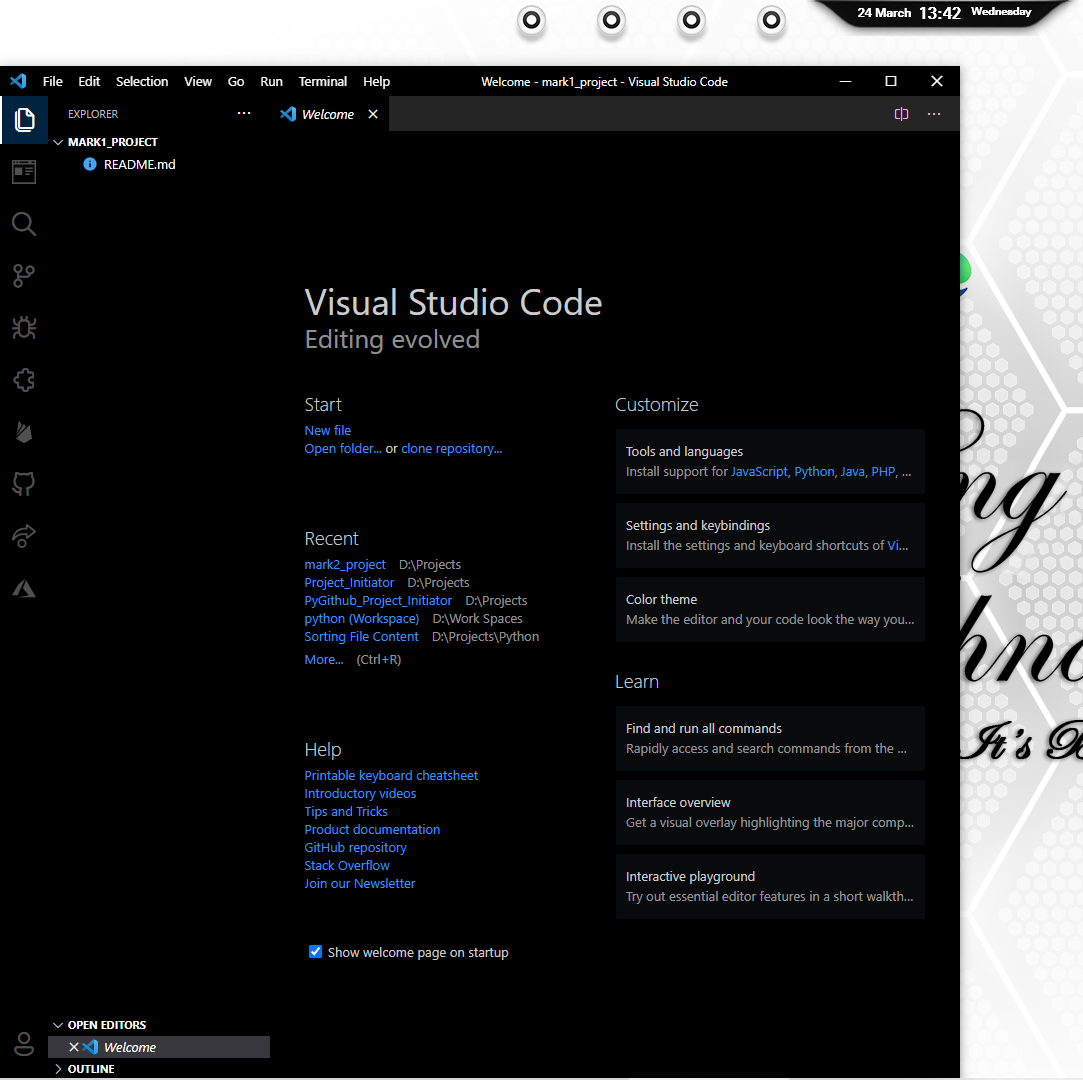 24 March 13:42 Wednesday
File Edit Selection View Go Run Terminal Help Welcome - mark1_project - Visual Studio Code
EXPLORER
Welcome
MARK1_PROJECT
README.md
Visual Studio Code
Editing evolved
Start
New file
Open folder... or clone repository...
Recent
mark2_project D:\Projects
Project_Initiator D:\Projects
PyGithub_Project_Initiator D:\Projects
python (Workspace) D:\Work Spaces
Sorting File Content D:\Projects\Python
More... (Ctrl+R)
Help
Printable keyboard cheatsheet
Introductory videos
Tips and Tricks
Product documentation
GitHub repository
Stack Overflow
Join our Newsletter
Show welcome page on startup
Customize
Tools and languages
Install support for JavaScript, Python, Java, PHP, ...
Settings and keybindings
Install the settings and keyboard shortcuts of Vi...
Color theme
Make the editor and your code look the way you...
Learn
Find and run all commands
Rapidly access and search commands from the ...
Interface overview
Get a visual overlay highlighting the major comp...
Interactive playground
Try out essential editor features in a short walkth...
OPEN EDITORS
Welcome
OUTLINE
It's